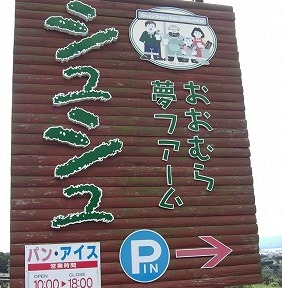 おおむら
夢ファーム
シュシュ
パン・アイス
営業時間
OPEN CLOSE
10:00▶18:00
P
IN